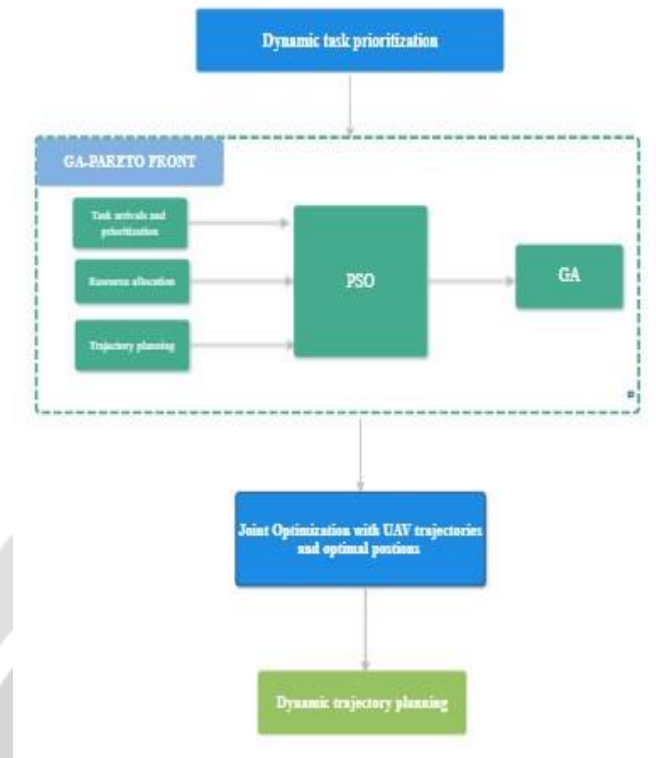 Dynamic task prioritization
GA-PARETO FRONT
Task arrivals and
prioritization
Resource allocation
Trajectory planning
PSO
GA
Joint Optimization with UAV trajectories
and optimal postions
Dynamic trajectory planning